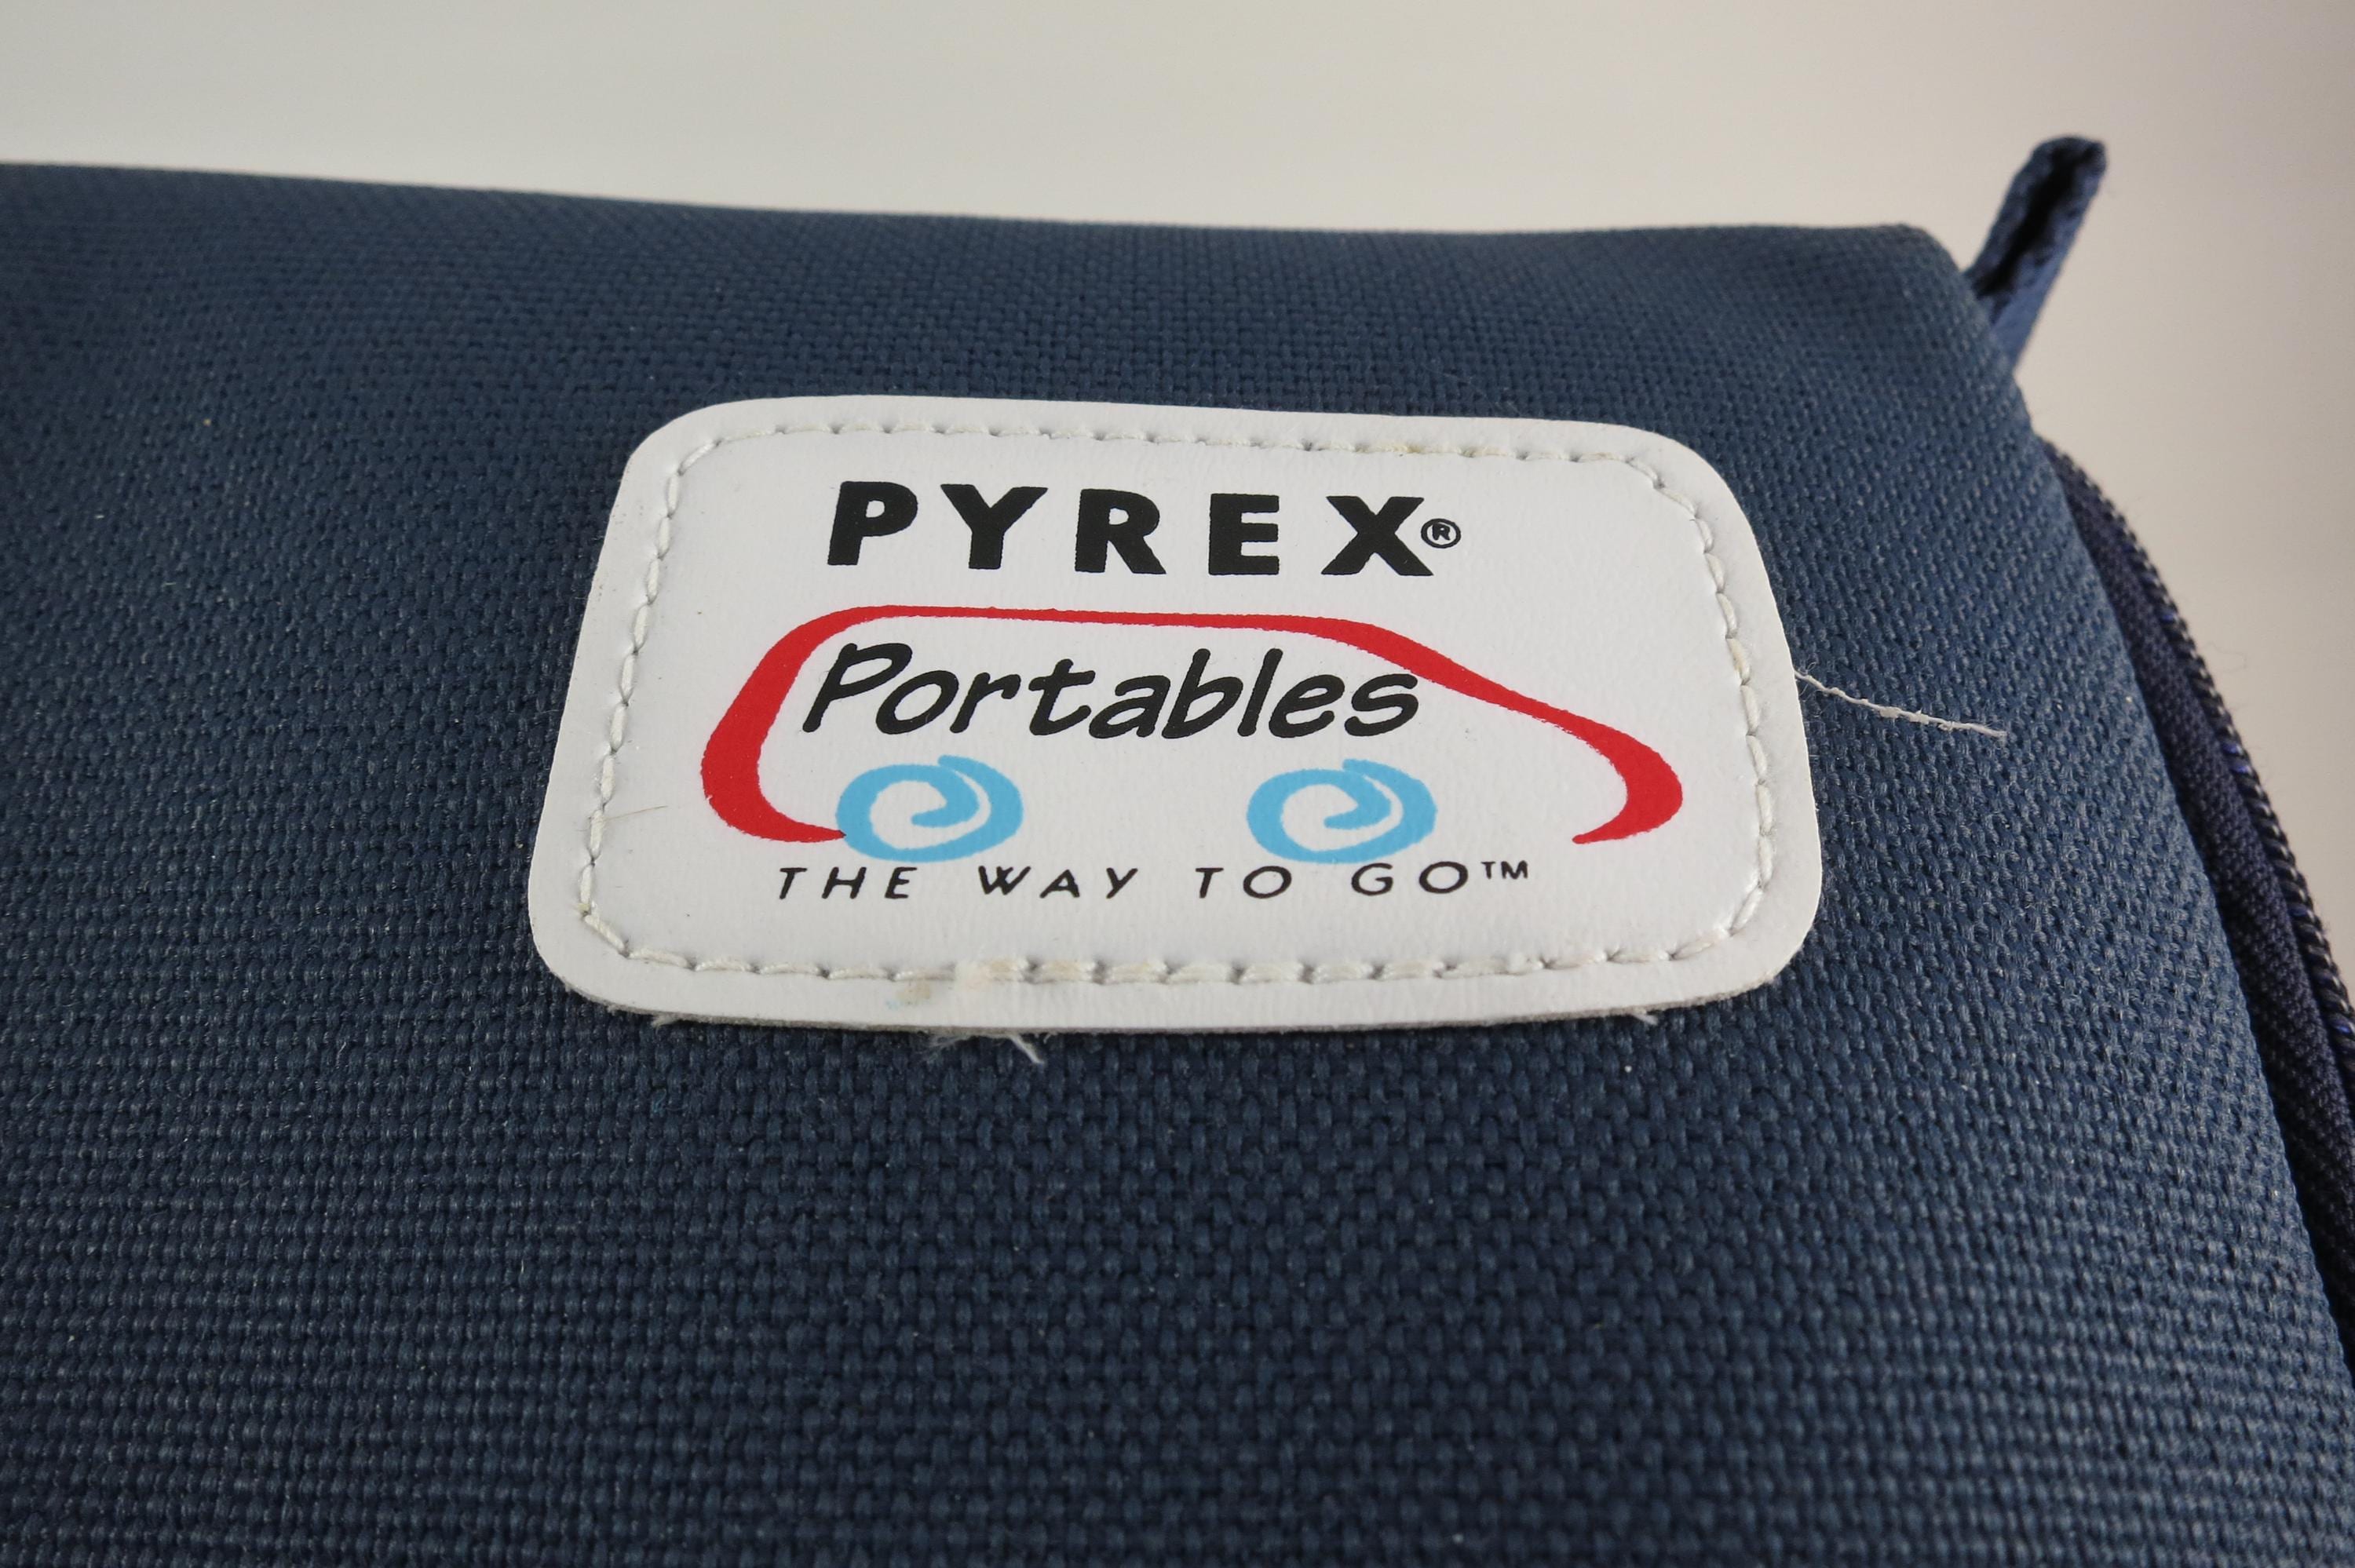 PYREX®
Portables
THE WAY TO GO™